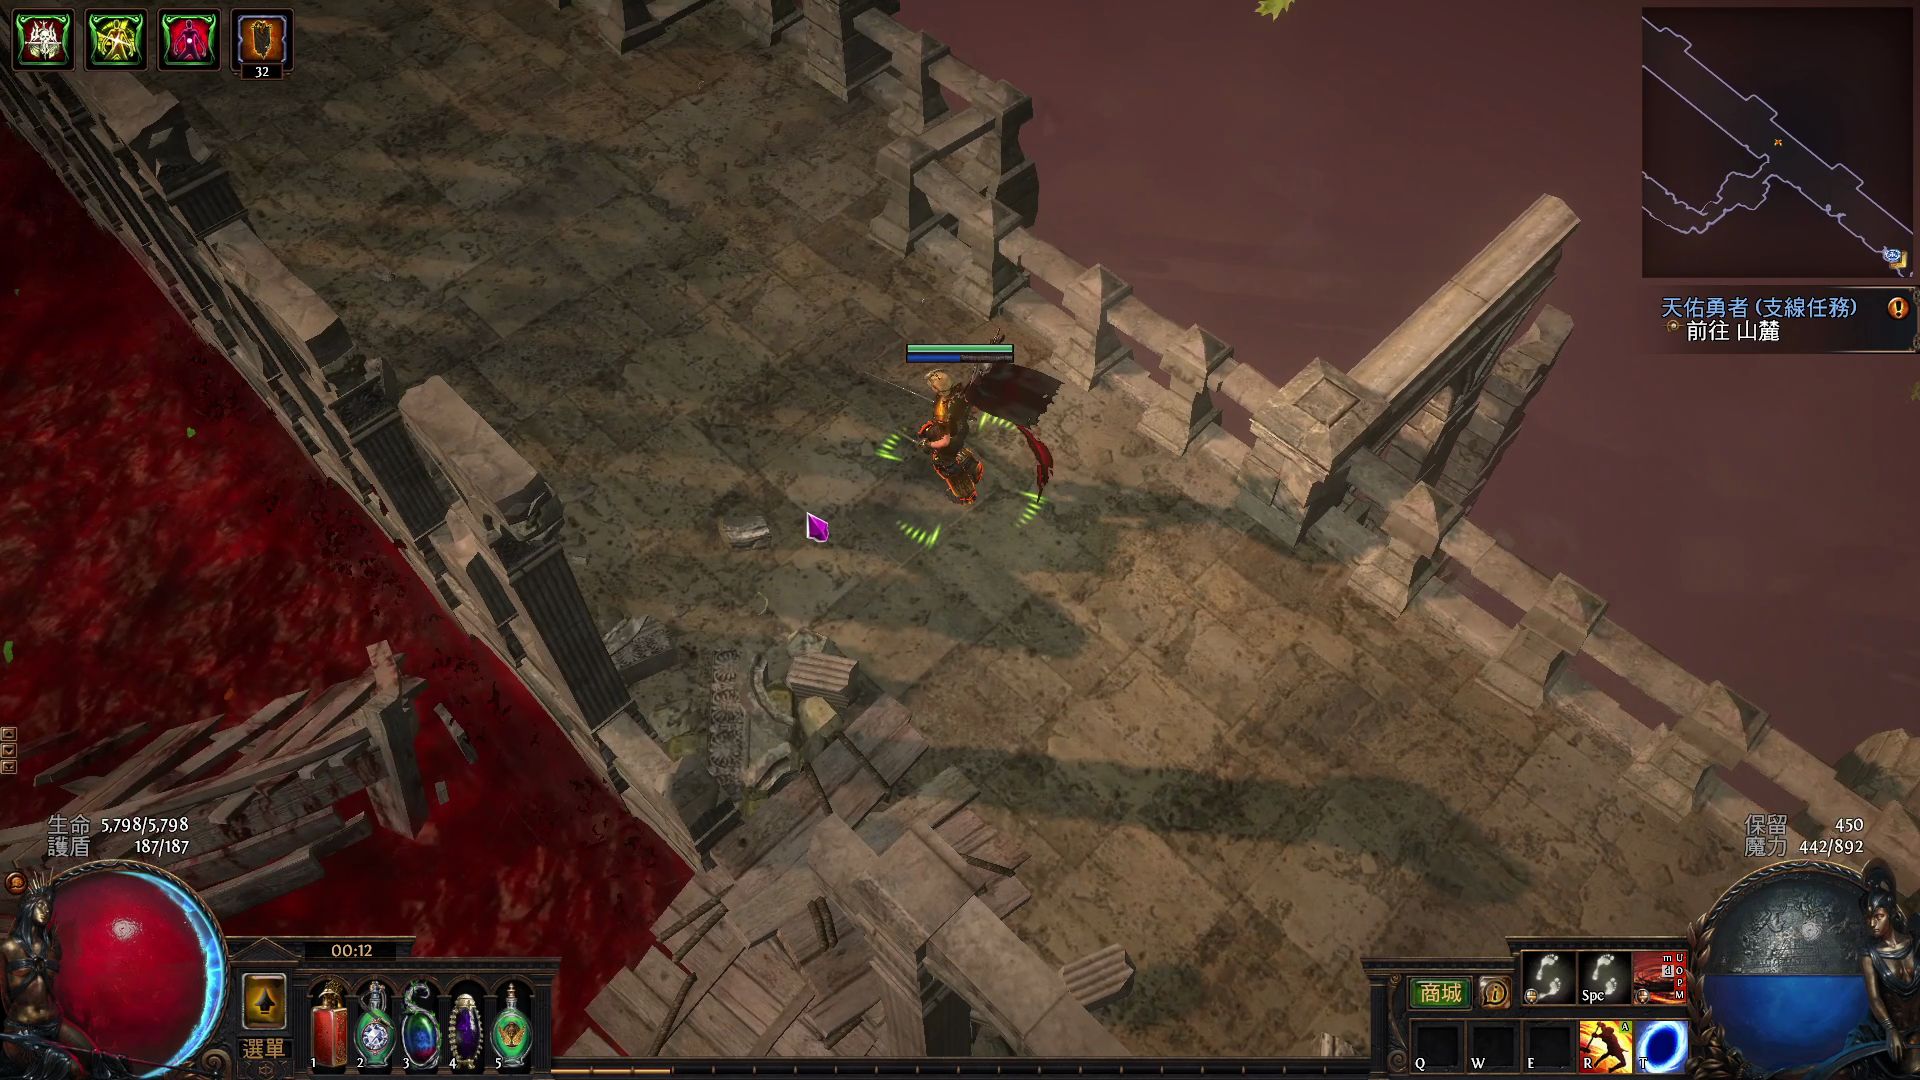 32
天佑勇者 (支線任務)
前往 山麓
生命 5,798/5,798
護盾 187/187
保留 450
魔力 442/892
00:12
選單
1
2
3
4
5
商城
Spc
Q
W
E
R
A
T